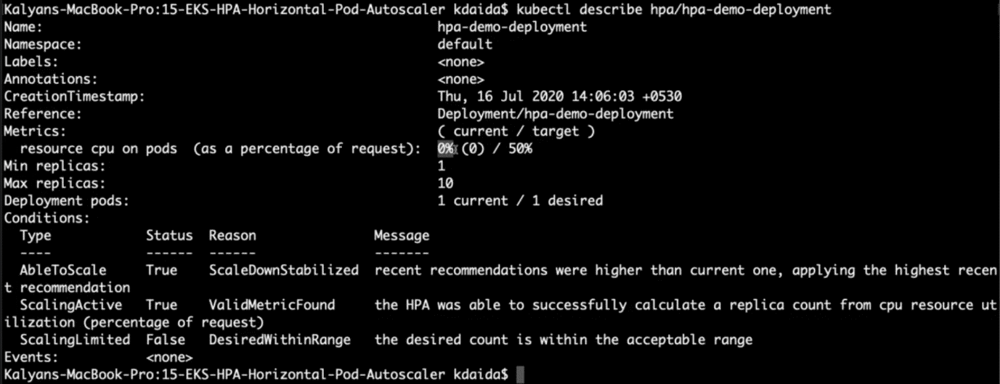 Kalyans-MacBook-Pro:15-EKS-HPA-Horizontal-Pod-Autoscaler kdaida$ kubectl describe hpa/hpa-demo-deployment
Name: hpa-demo-deployment
Namespace: default
Labels: <none>
Annotations: <none>
CreationTimestamp: Thu, 16 Jul 2020 14:06:03 +0530
Reference: Deployment/hpa-demo-deployment
Metrics: ( current / target )
  resource cpu on pods  (as a percentage of request): 0% (0) / 50%
Min replicas: 1
Max replicas: 10
Deployment pods: 1 current / 1 desired
Conditions:
  Type Status Reason Message
  ---- ------ ------ -------
  AbleToScale True ScaleDownStabilized recent recommendations were higher than current one, applying the highest recen
t recommendation
  ScalingActive True ValidMetricFound the HPA was able to successfully calculate a replica count from cpu resource ut
ilization (percentage of request)
  ScalingLimited False DesiredWithinRange the desired count is within the acceptable range
Events: <none>
Kalyans-MacBook-Pro:15-EKS-HPA-Horizontal-Pod-Autoscaler kdaida$